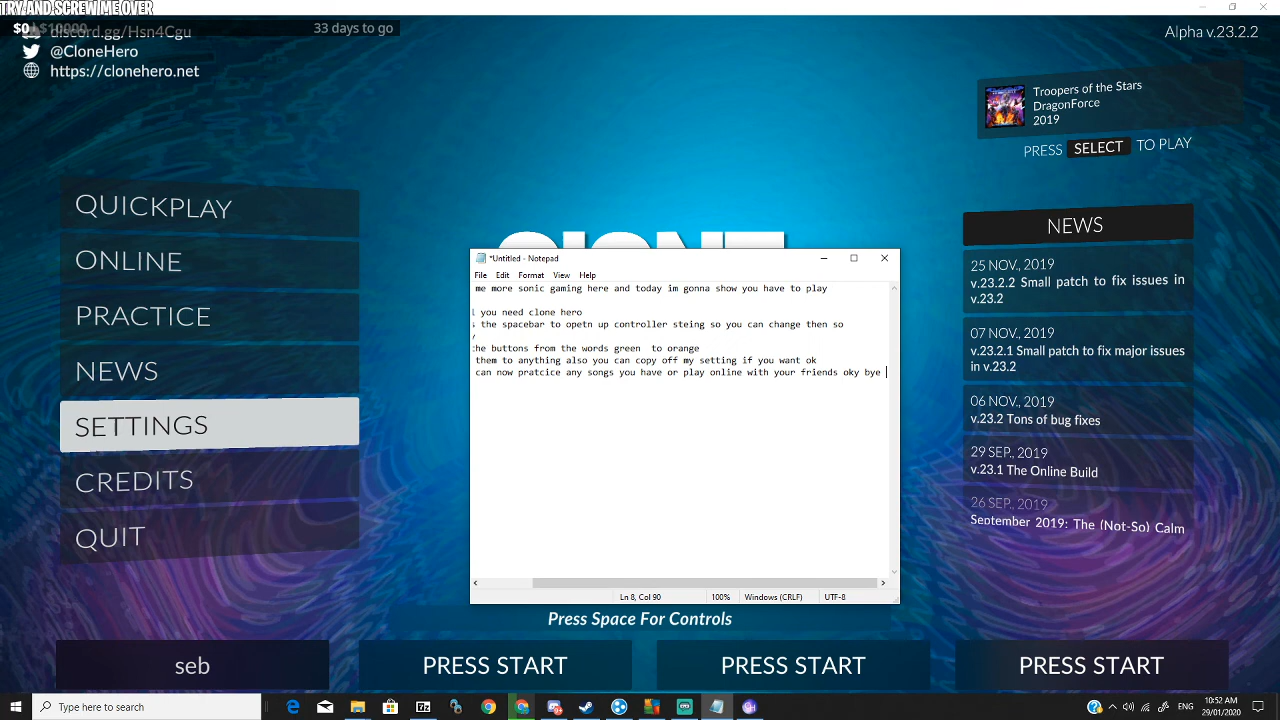 TRY AND SCREW ME OVER
$0 $10000
33 days to go
discord.gg/Hsn4Cgu
@CloneHero
https://clonehero.net
Alpha v.23.2.2
Troopers of the Stars
DragonForce
2019
PRESS SELECT TO PLAY
QUICKPLAY
ONLINE
PRACTICE
NEWS
SETTINGS
CREDITS
QUIT
*Untitled - Notepad
File Edit Format View Help
me more sonic gaming here and today im gonna show you have to play
you need clone hero
the spacebar to opetn up controller steing so you can change then so
the buttons from the words green to orange
them to anything also you can copy off my setting if you want ok
can now pratcice any songs you have or play online with your friends oky bye
Ln 8, Col 90 100% Windows (CRLF) UTF-8
NEWS
25 NOV., 2019
v.23.2.2 Small patch to fix issues in
v.23.2
07 NOV., 2019
v.23.2.1 Small patch to fix major issues
in v.23.2
06 NOV., 2019
v.23.2 Tons of bug fixes
29 SEP., 2019
v.23.1 The Online Build
26 SEP., 2019
September 2019: The (Not-So) Calm
Press Space For Controls
seb
PRESS START
PRESS START
PRESS START
Type here to search
10:52 AM
29/01/2020